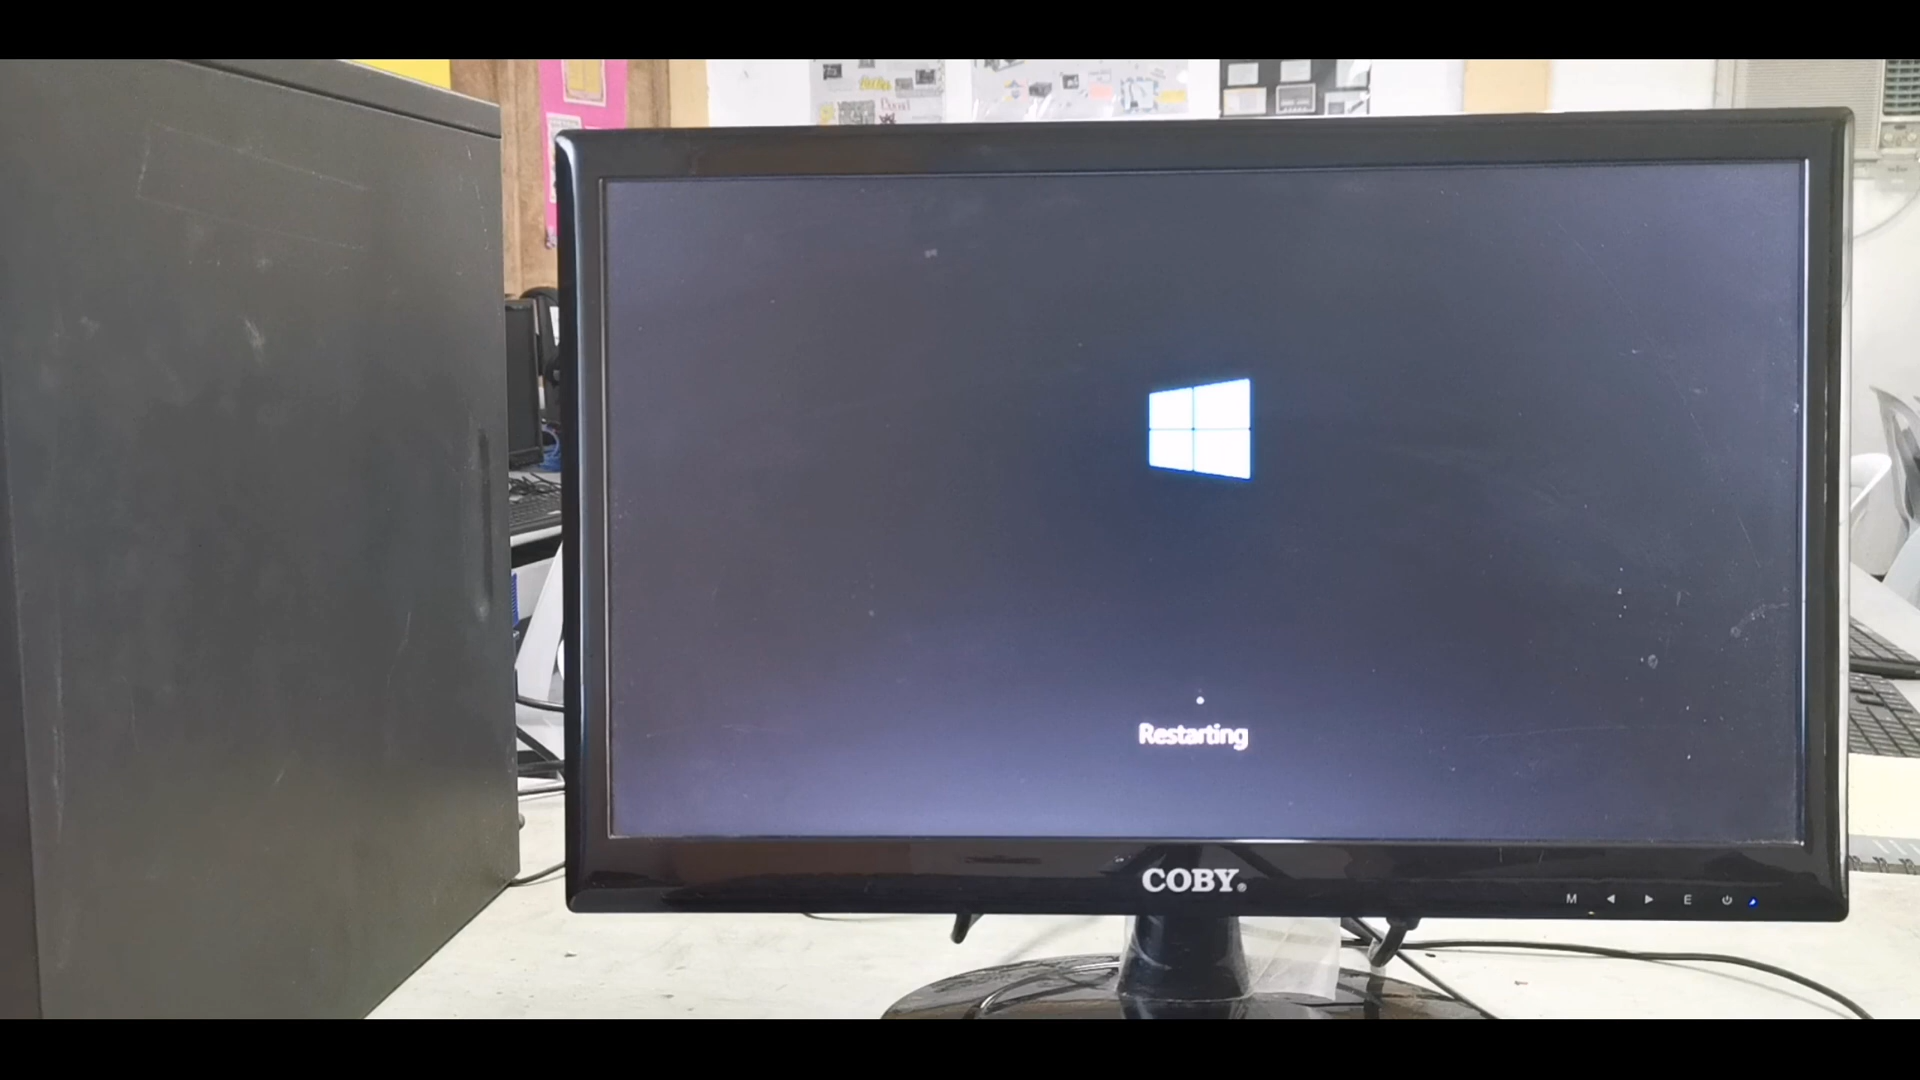 Restarting
COBY
M ◀ ▶ E